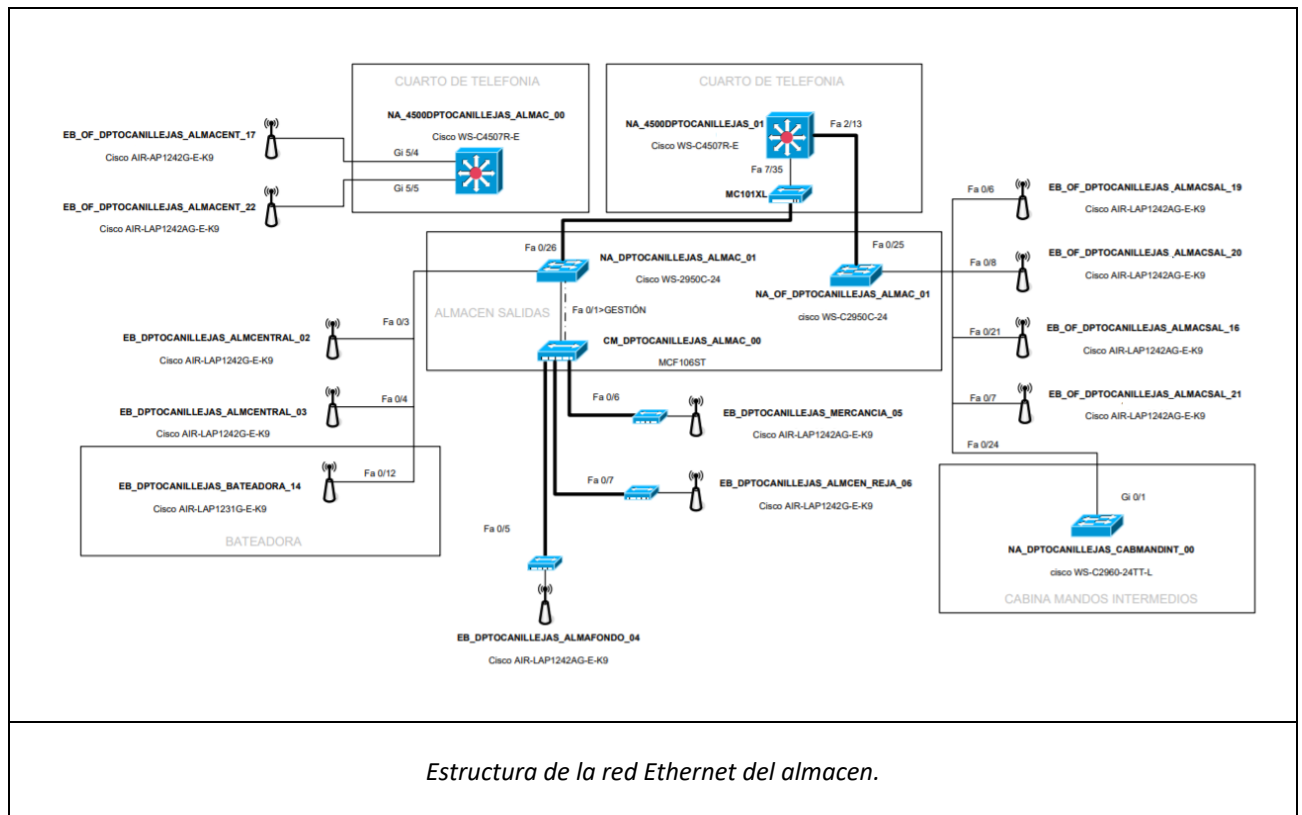 CUARTO DE TELEFONIA
NA_4500DPTOCANILLEJAS_ALMAC_00
Cisco WS-C4507R-E
EB_OF_DPTOCANILLEJAS_ALMACENT_17
Cisco AIR-AP1242G-E-K9
Gi 5/4
Gi 5/5
EB_OF_DPTOCANILLEJAS_ALMACENT_22
Cisco AIR-LAP1242AG-E-K9
CUARTO DE TELEFONIA
NA_4500DPTOCANILLEJAS_01
Cisco WS-C4507R-E
Fa 2/13
Fa 7/35
MC101XL
Fa 0/26
NA_DPTOCANILLEJAS_ALMAC_01
Cisco WS-2950C-24
Fa 0/25
NA_OF_DPTOCANILLEJAS_ALMAC_01
cisco WS-C2950C-24
ALMACEN SALIDAS
Fa 0/1>GESTIÓN
CM_DPTOCANILLEJAS_ALMAC_00
MCF106ST
Fa 0/6
EB_OF_DPTOCANILLEJAS_ALMACSAL_19
Cisco AIR-LAP1242AG-E-K9
Fa 0/8
EB_OF_DPTOCANILLEJAS_ALMACSAL_20
Cisco AIR-LAP1242AG-E-K9
Fa 0/21
EB_OF_DPTOCANILLEJAS_ALMACSAL_16
Cisco AIR-LAP1242AG-E-K9
Fa 0/7
EB_OF_DPTOCANILLEJAS_ALMACSAL_21
Cisco AIR-LAP1242AG-E-K9
Fa 0/24
Gi 0/1
NA_DPTOCANILLEJAS_CABMANDINT_00
cisco WS-C2960-24TT-L
CABINA MANDOS INTERMEDIOS
Fa 0/3
EB_DPTOCANILLEJAS_ALMCENTRAL_02
Cisco AIR-LAP1242G-E-K9
Fa 0/4
EB_DPTOCANILLEJAS_ALMCENTRAL_03
Cisco AIR-LAP1242G-E-K9
Fa 0/12
EB_DPTOCANILLEJAS_BATEADORA_14
Cisco AIR-LAP1231G-E-K9
BATEADORA
Fa 0/6
EB_DPTOCANILLEJAS_MERCANCIA_05
Cisco AIR-LAP1242AG-E-K9
Fa 0/7
EB_DPTOCANILLEJAS_ALMCEN_REJA_06
Cisco AIR-LAP1242G-E-K9
Fa 0/5
EB_DPTOCANILLEJAS_ALMAFONDO_04
Cisco AIR-LAP1242AG-E-K9
Estructura de la red Ethernet del almacen.